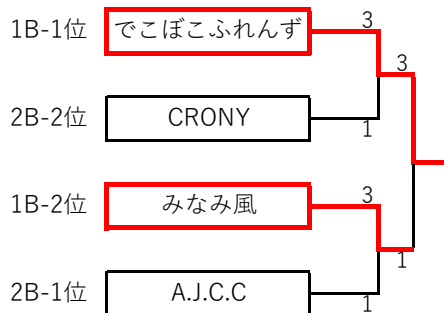 1B-1位 でこぼこふれんず 3
3
2B-2位 CRONY 1
1B-2位 みなみ風 3
1
2B-1位 A.J.C.C 1